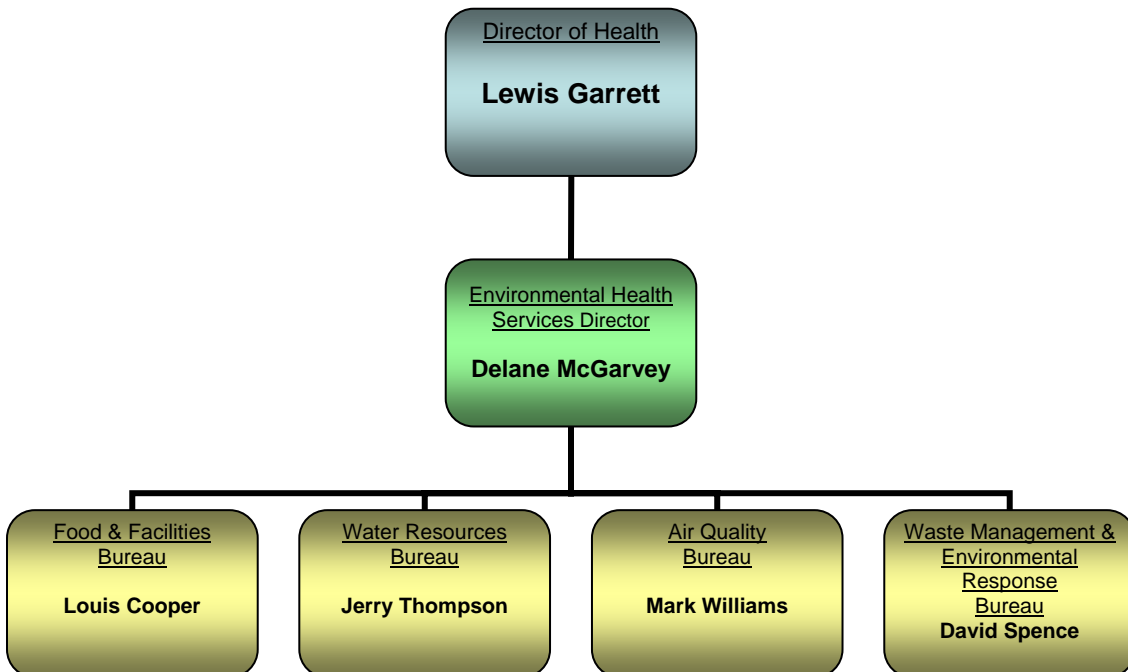 Director of Health
Lewis Garrett
Environmental Health
Services Director
Delane McGarvey
Food & Facilities
Bureau
Louis Cooper
Water Resources
Bureau
Jerry Thompson
Air Quality
Bureau
Mark Williams
Waste Management &
Environmental
Response
Bureau
David Spence